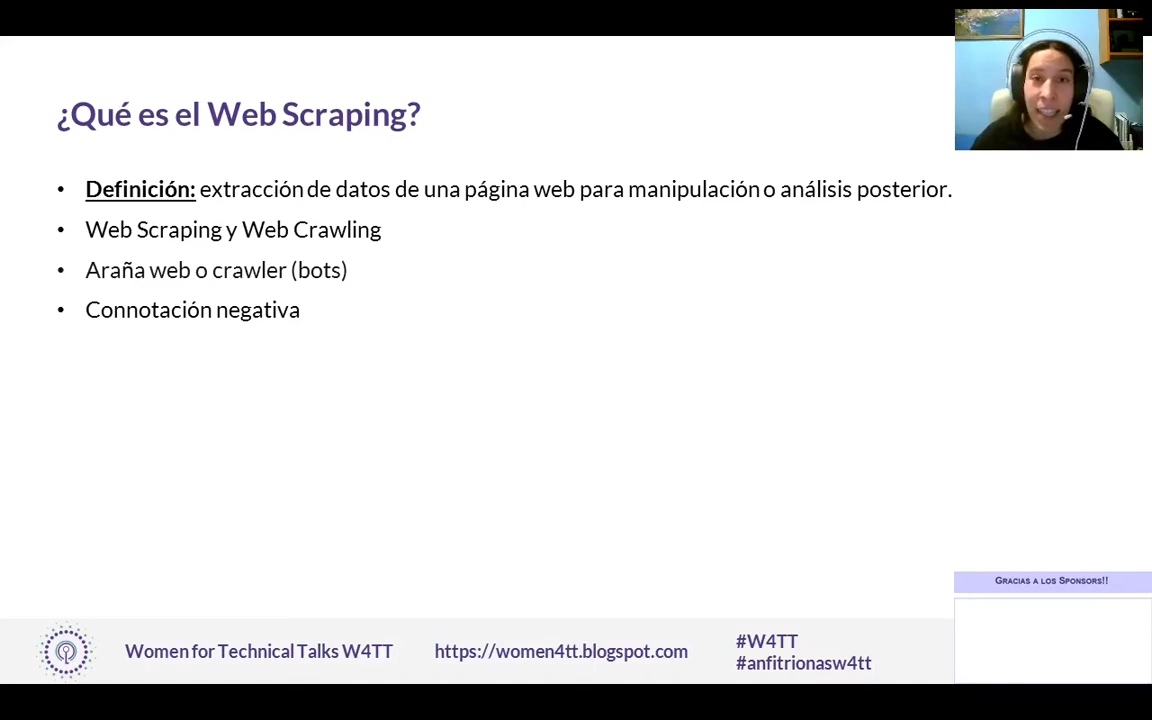 ¿Qué es el Web Scraping?
• Definición: extracción de datos de una página web para manipulación o análisis posterior.
• Web Scraping y Web Crawling
• Araña web o crawler (bots)
• Connotación negativa
Gracias a los Sponsors!!
Women for Technical Talks W4TT
https://women4tt.blogspot.com
#W4TT
#anfitrionasw4tt